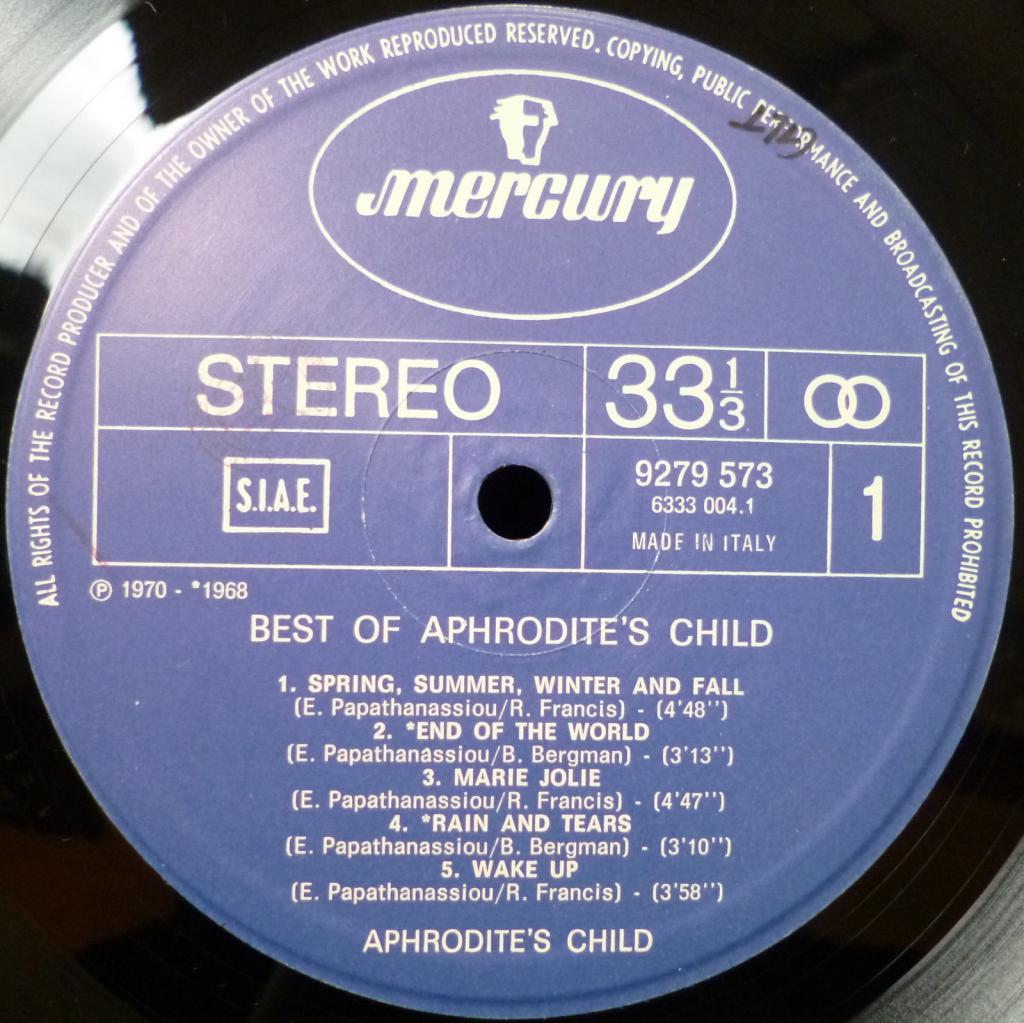 ALL RIGHTS OF THE RECORD PRODUCER AND OF THE OWNER OF THE WORK REPRODUCED RESERVED. COPYING, PUBLIC PERFORMANCE AND BROADCASTING OF THIS RECORD PROHIBITED
mercury
STEREO 33 1/3
S.I.A.E.
9279 573
6333 004.1
MADE IN ITALY
1
Ⓟ 1970 - *1968
BEST OF APHRODITE'S CHILD
1. SPRING, SUMMER, WINTER AND FALL
(E. Papathanassiou/R. Francis) - (4'48'')
2. *END OF THE WORLD
(E. Papathanassiou/B. Bergman) - (3'13'')
3. MARIE JOLIE
(E. Papathanassiou/R. Francis) - (4'47'')
4. *RAIN AND TEARS
(E. Papathanassiou/B. Bergman) - (3'10'')
5. WAKE UP
(E. Papathanassiou/R. Francis) - (3'58'')
APHRODITE'S CHILD